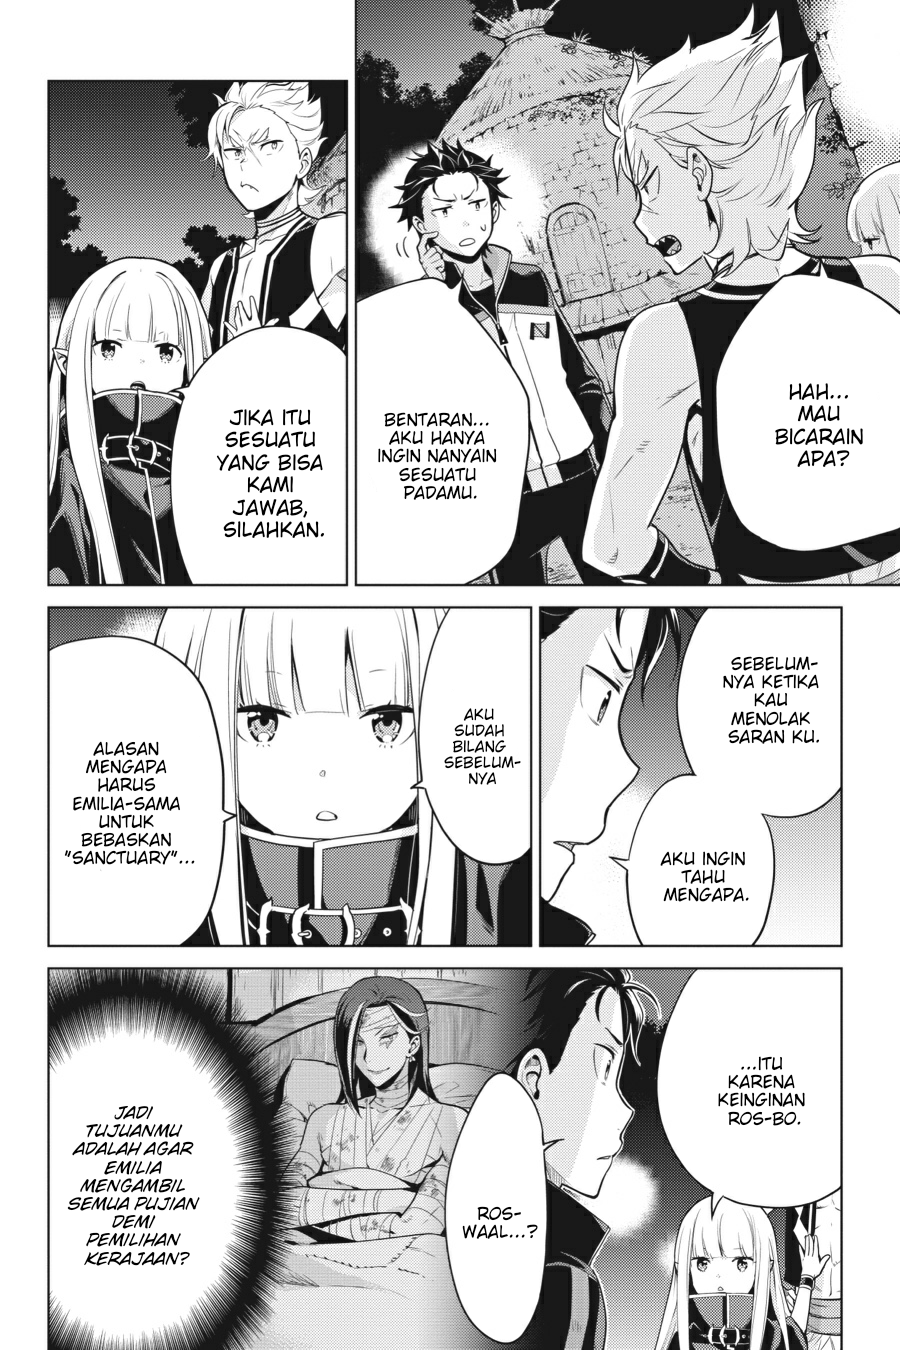 HAH...
MAU
BICARAIN
APA?
BENTARAN...
AKU HANYA
INGIN NANYAIN
SESUATU
PADAMU.
JIKA ITU
SESUATU
YANG BISA
KAMI
JAWAB,
SILAHKAN.
SEBELUM-
NYA KETIKA
KAU
MENOLAK
SARAN KU.
AKU INGIN
TAHU
MENGAPA.
AKU
SUDAH
BILANG
SEBELUM-
NYA
ALASAN
MENGAPA
HARUS
EMILIA-SAMA
UNTUK
BEBASKAN
"SANCTUARY"...
...ITU
KARENA
KEINGINAN
ROS-BO.
ROS-
WAAL...?
JADI
TUJUANMU
ADALAH AGAR
EMILIA
MENGAMBIL
SEMUA PUJIAN
DEMI
PEMILIHAN
KERAJAAN?